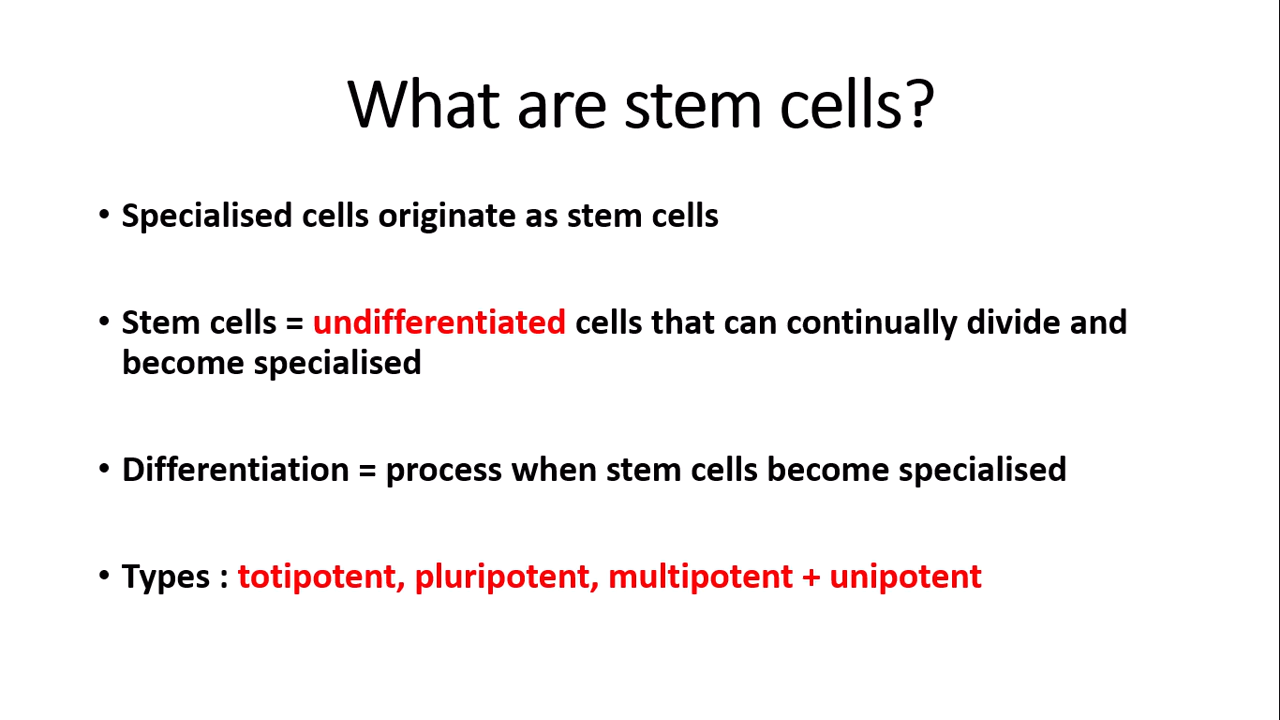 What are stem cells?
• Specialised cells originate as stem cells
• Stem cells = undifferentiated cells that can continually divide and
become specialised
• Differentiation = process when stem cells become specialised
• Types : totipotent, pluripotent, multipotent + unipotent